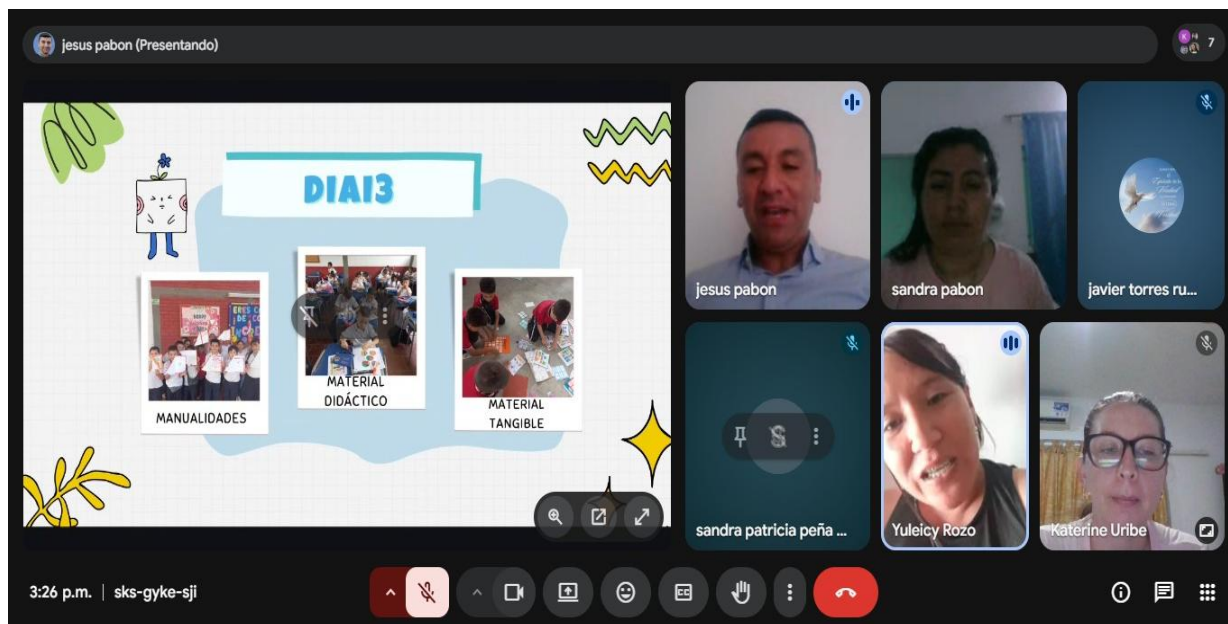 jesus pabon (Presentando)
7
DIAI3
MANUALIDADES
MATERIAL
DIDÁCTICO
MATERIAL
TANGIBLE
jesus pabon
sandra pabon
javier torres ru...
sandra patricia peña ...
Yuleicy Rozo
Katerine Uribe
3:26 p.m. | sks-gyke-sji